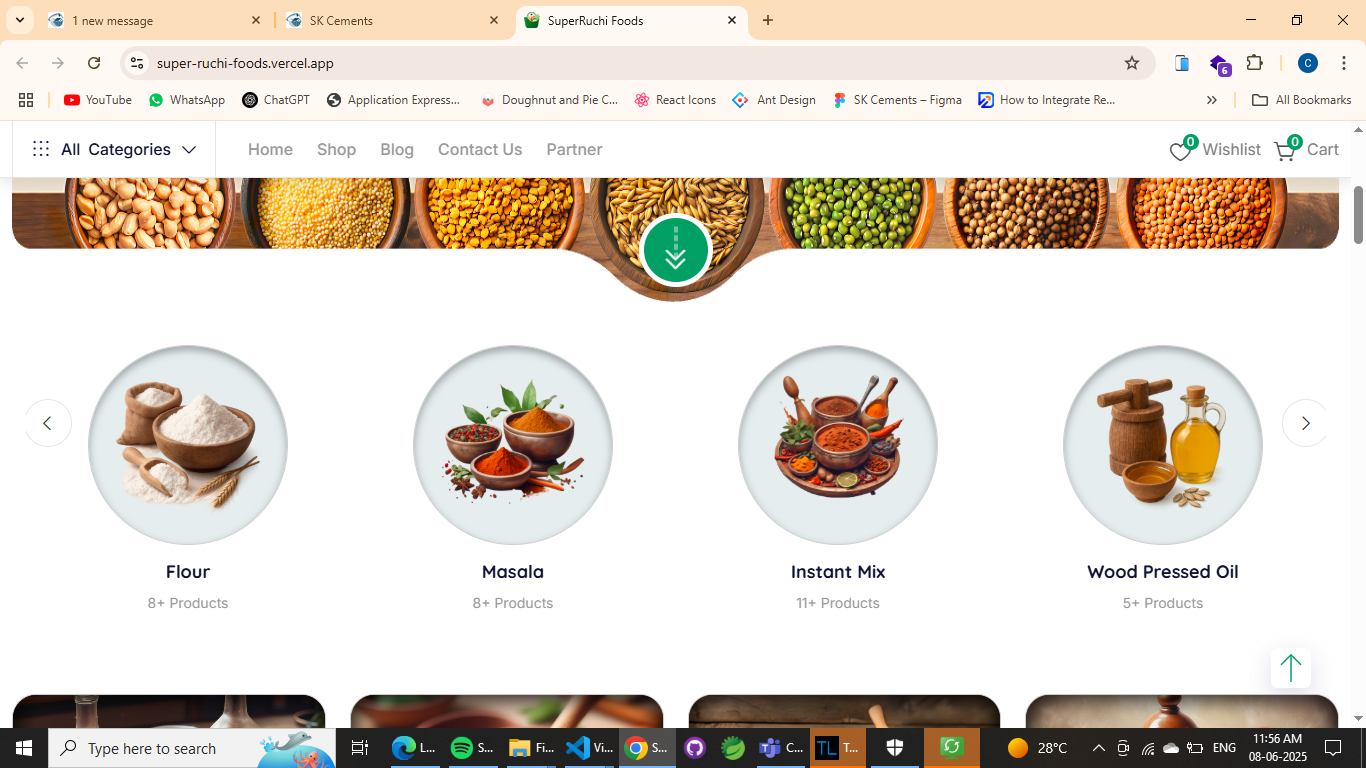 1 new message
SK Cements
SuperRuchi Foods
super-ruchi-foods.vercel.app
6
C
YouTube
WhatsApp
ChatGPT
Application Express...
Doughnut and Pie C...
React Icons
Ant Design
SK Cements – Figma
How to Integrate Re...
All Bookmarks
All Categories
Home
Shop
Blog
Contact Us
Partner
0
Wishlist
0
Cart
Flour
8+ Products
Masala
8+ Products
Instant Mix
11+ Products
Wood Pressed Oil
5+ Products
Type here to search
L...
S...
Fi...
Vi...
S...
C...
TL
T...
28°C
ENG
11:56 AM
08-06-2025